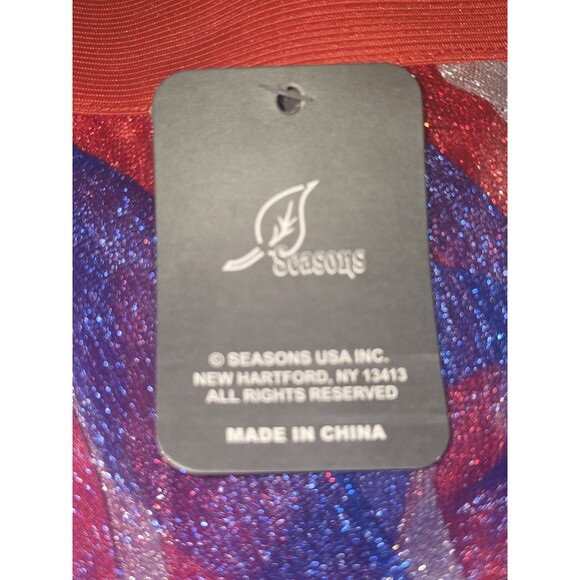 Seasons
© SEASONS USA INC.
NEW HARTFORD, NY 13413
ALL RIGHTS RESERVED
MADE IN CHINA